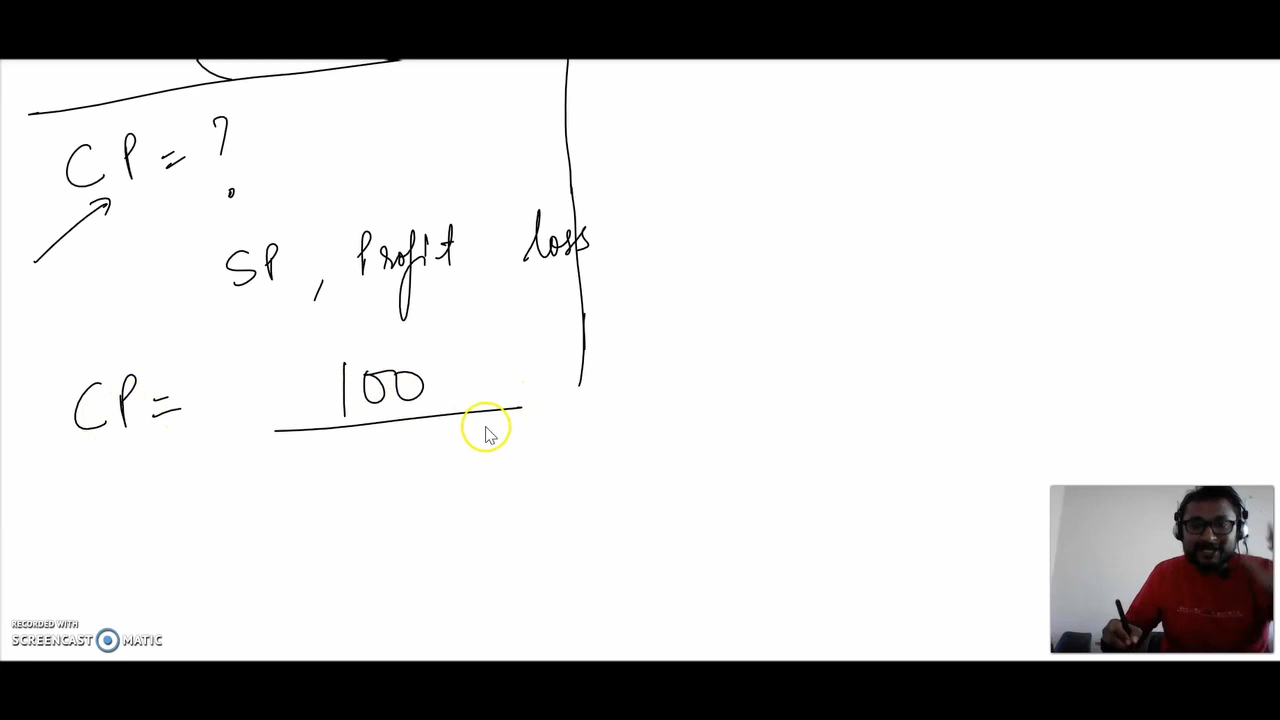 CP = ?
SP, Profit loss
CP = 100
RECORDED WITH
SCREENCAST MATIC